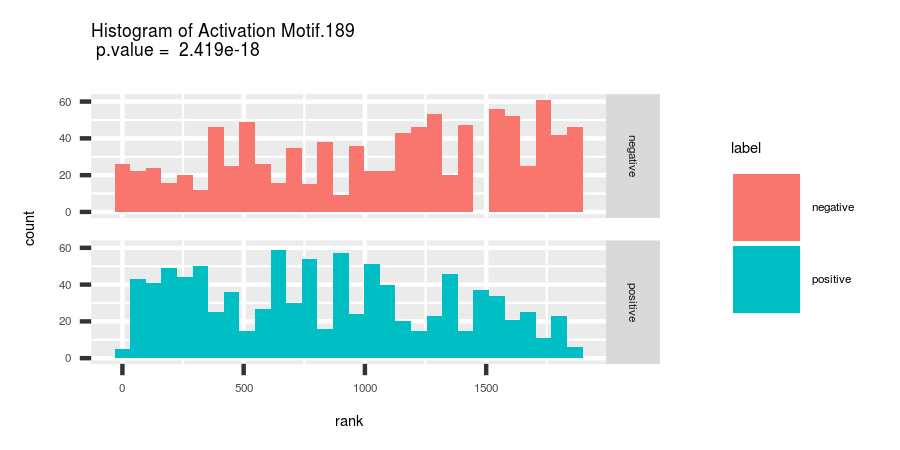 Histogram of Activation Motif.189
p.value = 2.419e-18
count
60
40
20
0
negative
60
40
20
0
positive
0 500 1000 1500
rank
label
negative
positive